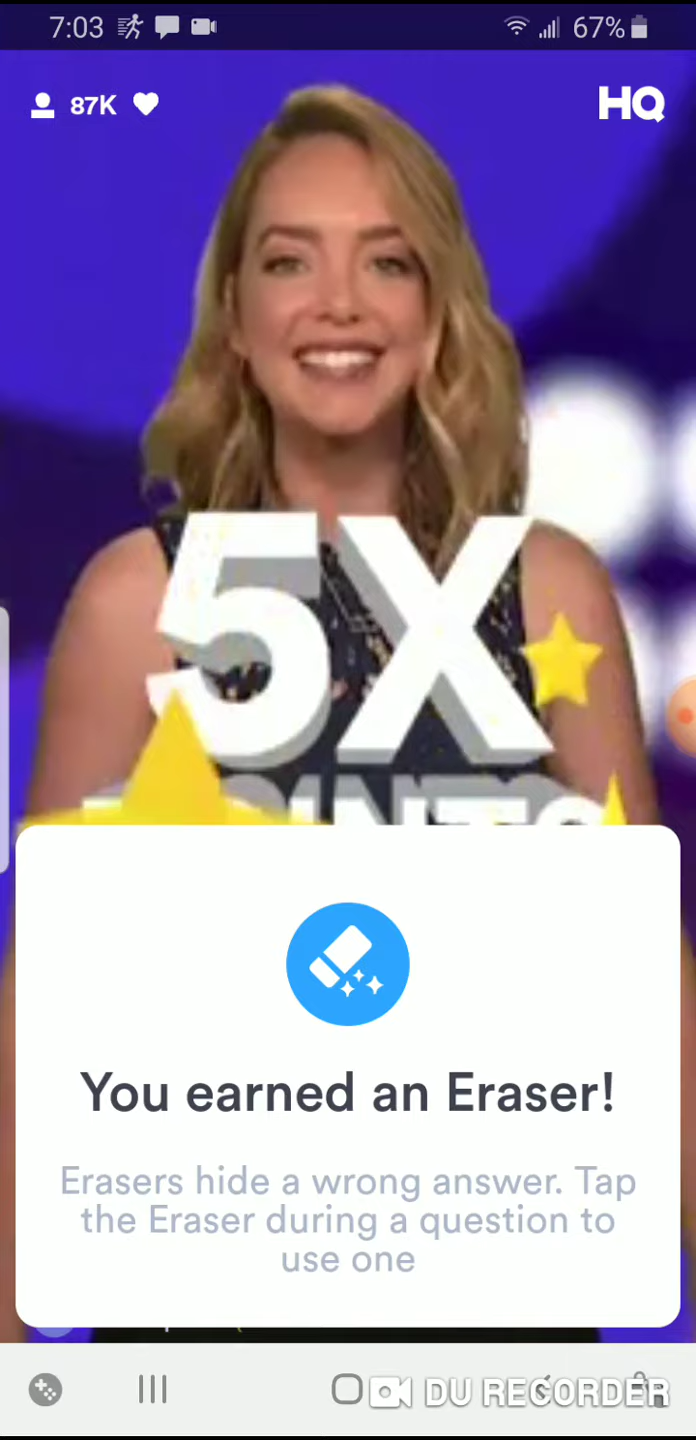 7:03
67%
87K
HQ
5X
POINTS
You earned an Eraser!
Erasers hide a wrong answer. Tap
the Eraser during a question to
use one
DU RECORDER